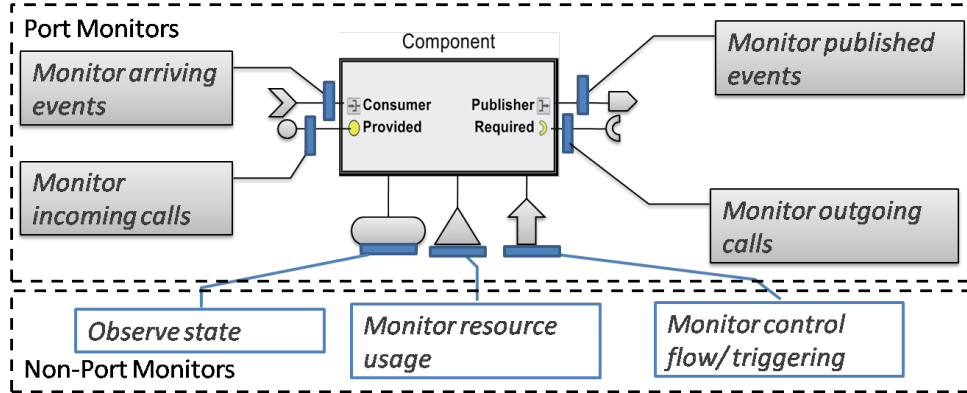 Port Monitors
Component
Monitor arriving
events
Monitor published
events
Consumer
Publisher
Provided
Required
Monitor
incoming calls
Monitor outgoing
calls
Observe state
Monitor resource
usage
Monitor control
flow/ triggering
Non-Port Monitors